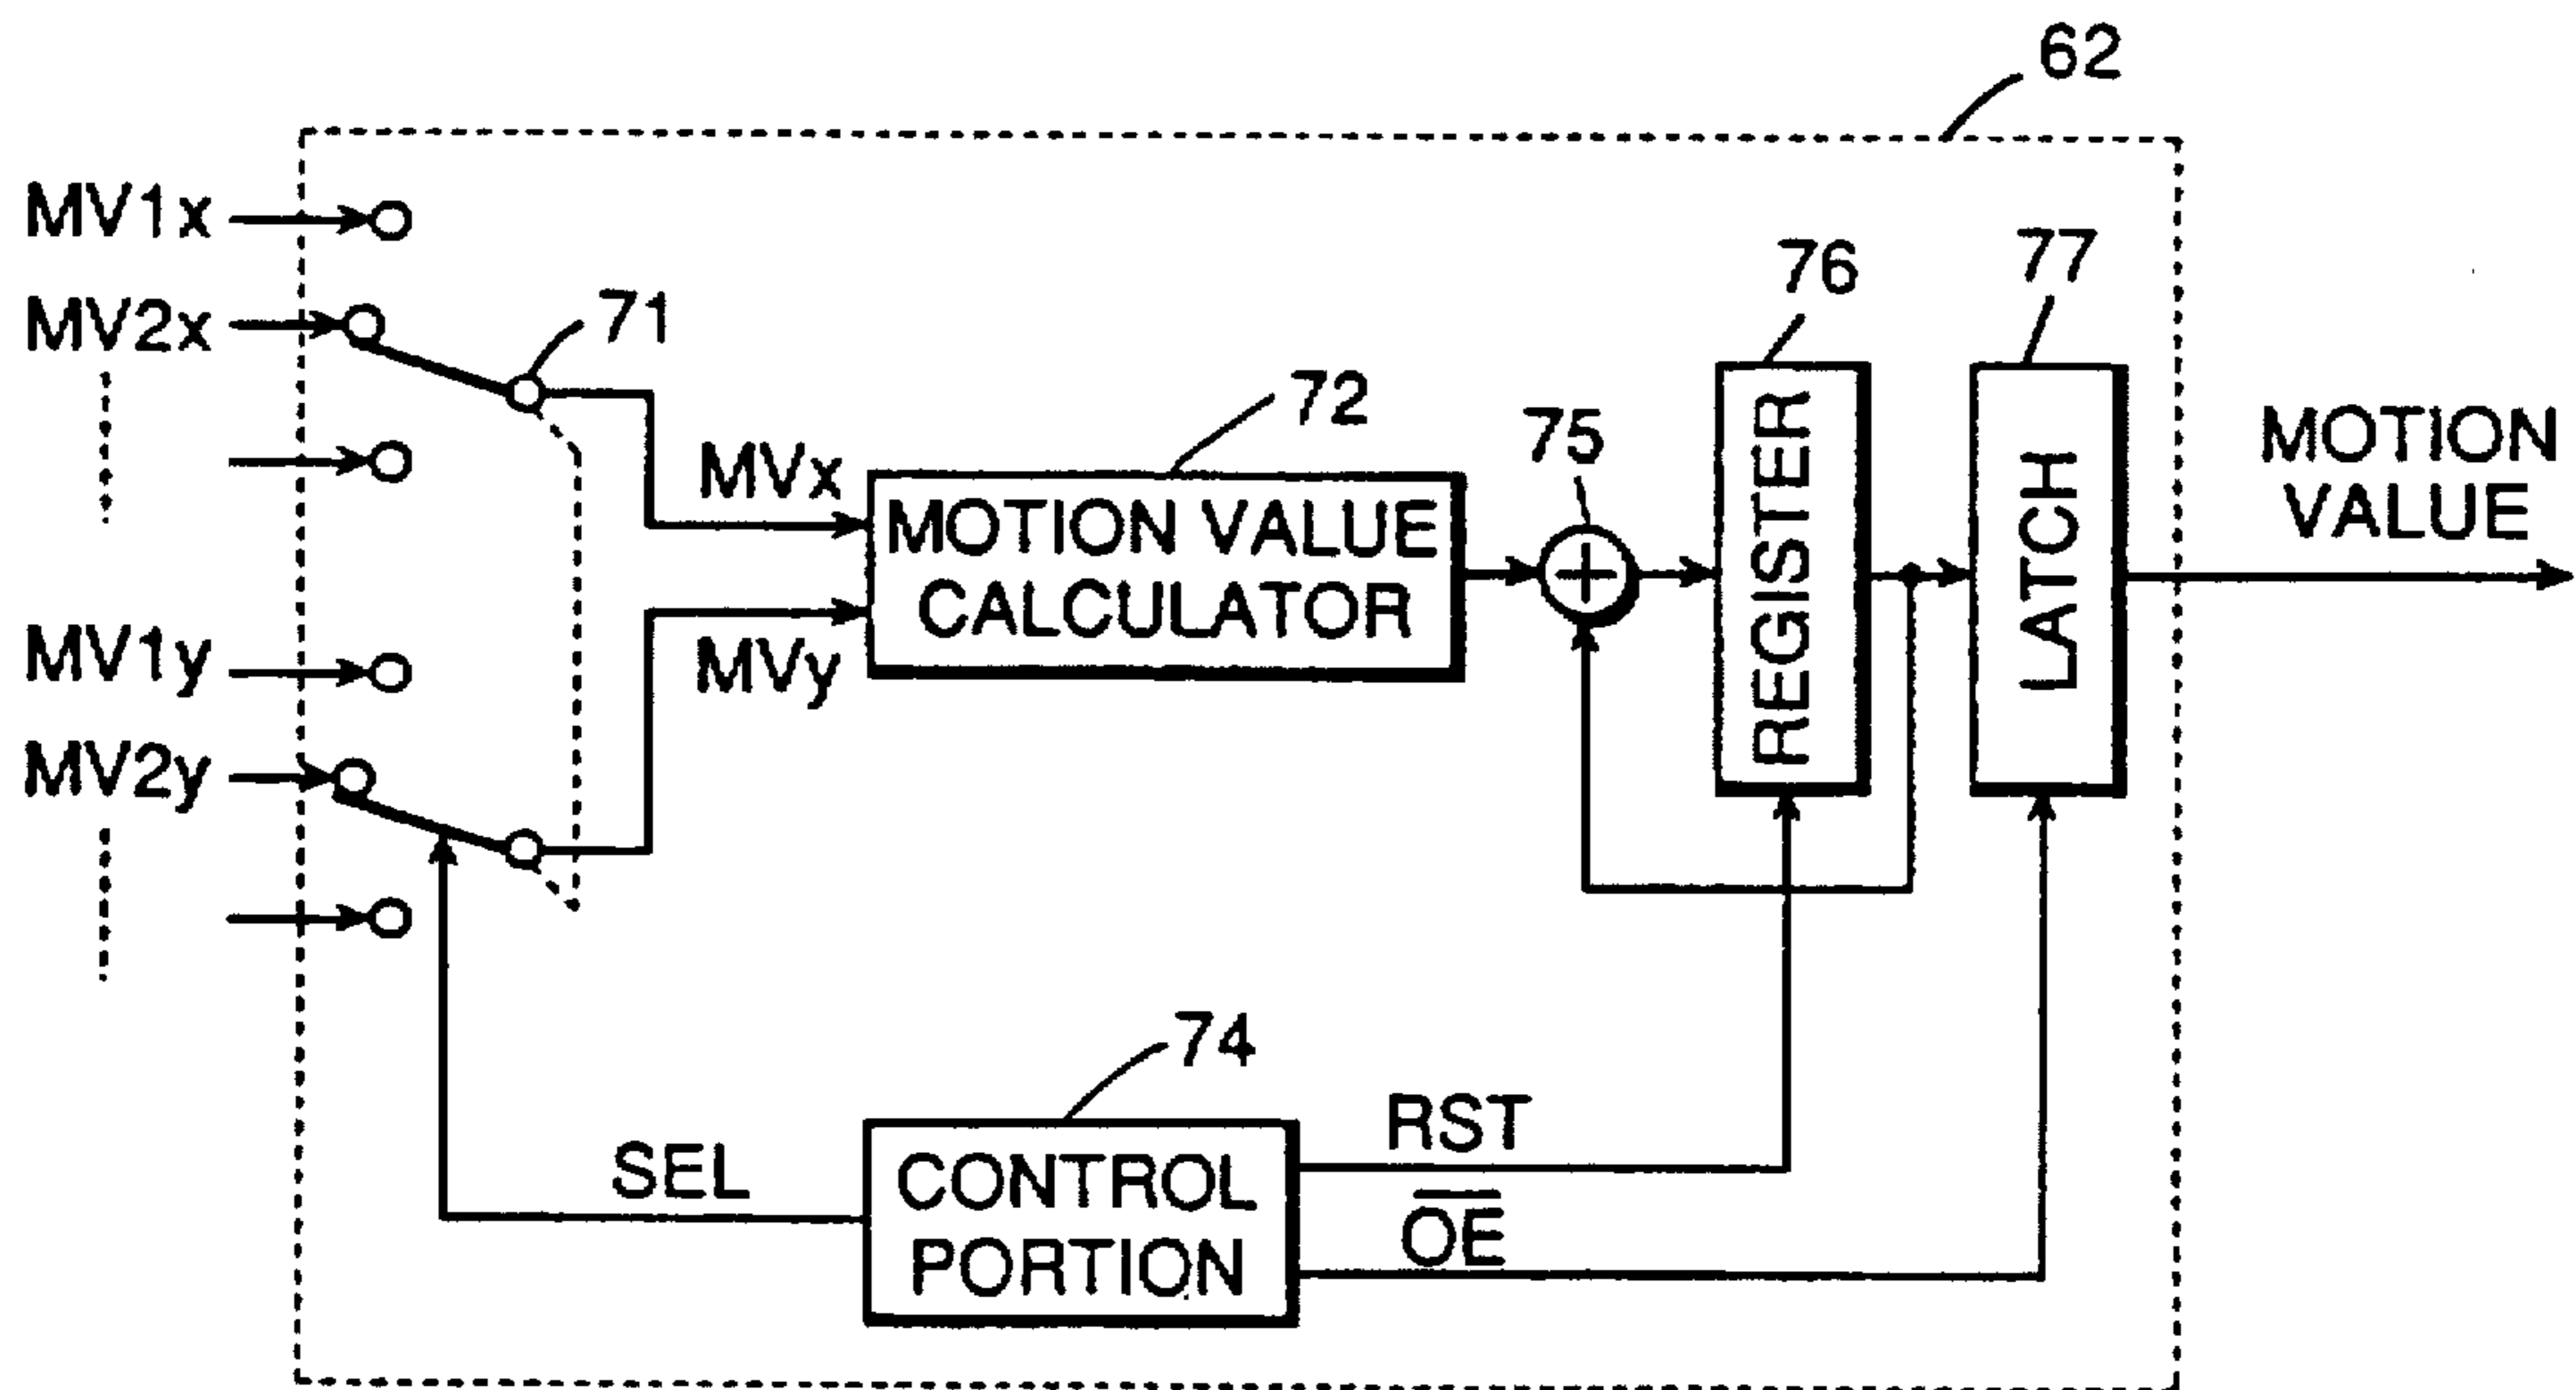 62
MV1x
MV2x
71
76
77
72
75
MVx
MOTION VALUE
CALCULATOR
MVy
REGISTER
LATCH
MOTION
VALUE
MV1y
MV2y
74
SEL
CONTROL
PORTION
RST
O̅E̅